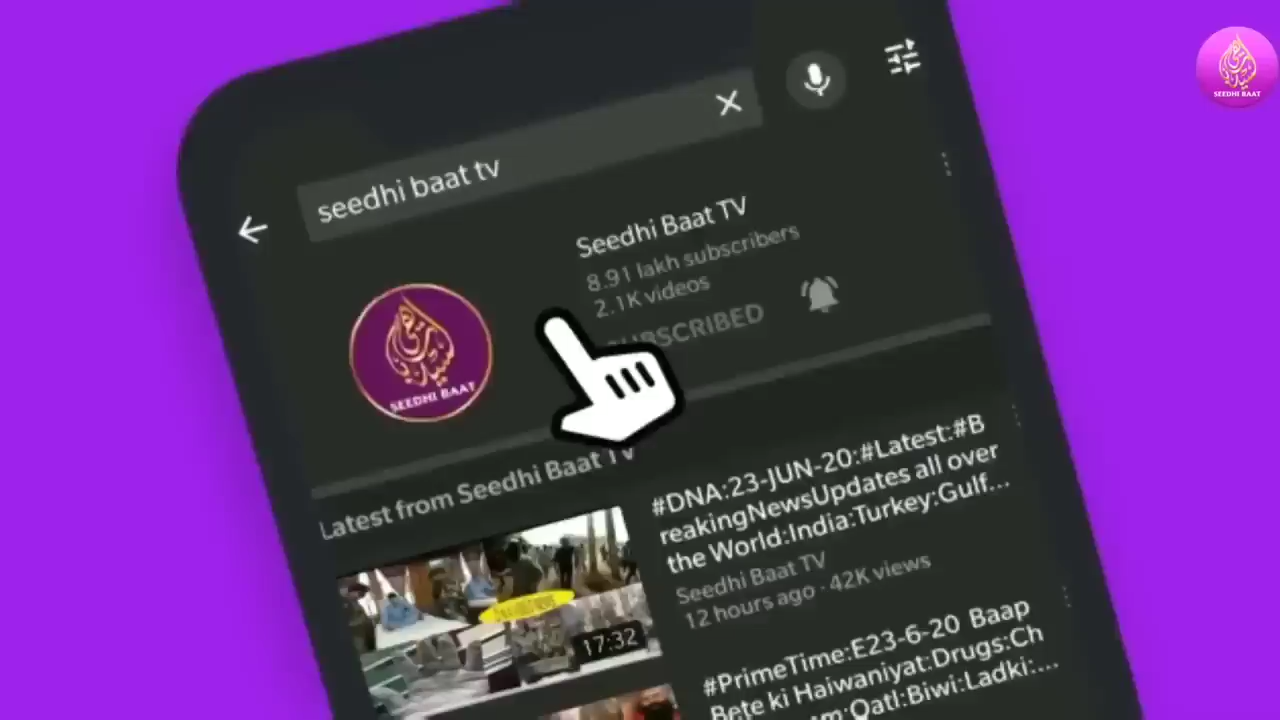 SEEDHI BAAT
seedhi baat tv
Seedhi Baat TV
8.91 lakh subscribers
2.1K videos
SUBSCRIBED
سیدھی بات
SEEDHI BAAT
Latest from Seedhi Baat TV
#DNA:23-JUN-20:#Latest:#B
reakingNewsUpdates all over
the World:India:Turkey:Gulf...
Seedhi Baat TV
12 hours ago · 42K views
17:32
#PrimeTime:E23-6-20 Baap
Bete ki Haiwaniyat:Drugs:Ch
Qatl:Biwi:Ladki:...